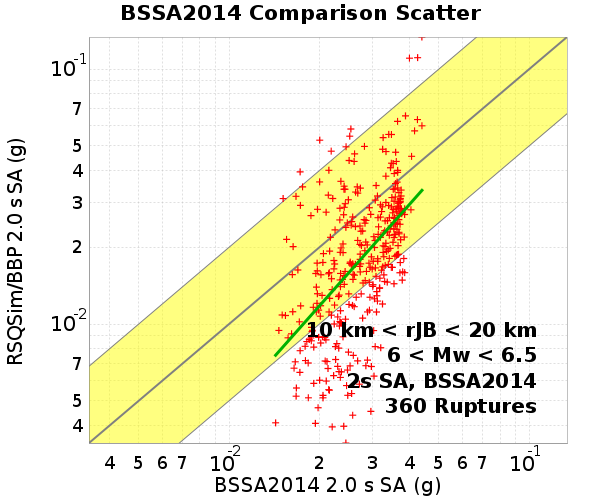 BSSA2014 Comparison Scatter
RSQSim/BBP 2.0 s SA (g)
10⁻¹
7
5
4
3
2
10⁻²
7
5
4
10 km < rJB < 20 km
6 < Mw < 6.5
2s SA, BSSA2014
360 Ruptures
4 5 6 7 10⁻² 2 3 4 5 6 7 10⁻¹
BSSA2014 2.0 s SA (g)